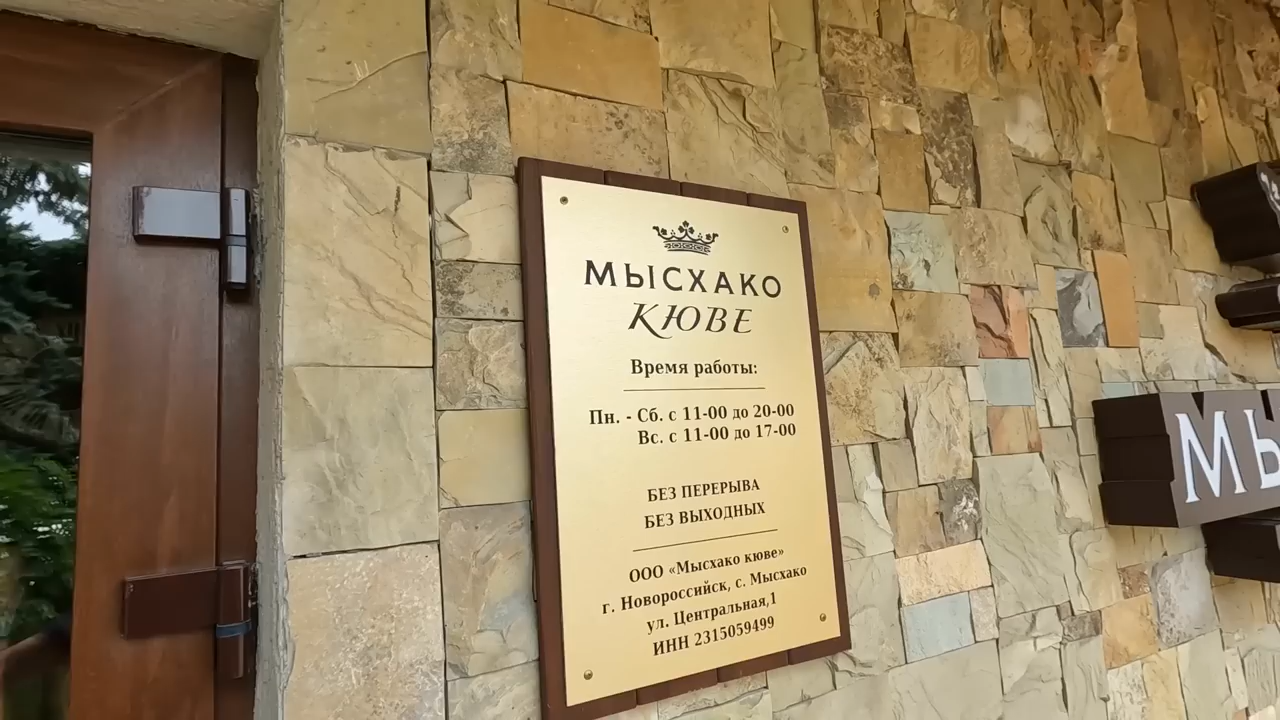 МЫСХАКО
КЮВЕ
Время работы:
Пн. - Сб. с 11-00 до 20-00
Вс. с 11-00 до 17-00
БЕЗ ПЕРЕРЫВА
БЕЗ ВЫХОДНЫХ
ООО «Мысхако кюве»
г. Новороссийск, с. Мысхако
ул. Центральная,1
ИНН 2315059499
МЫ